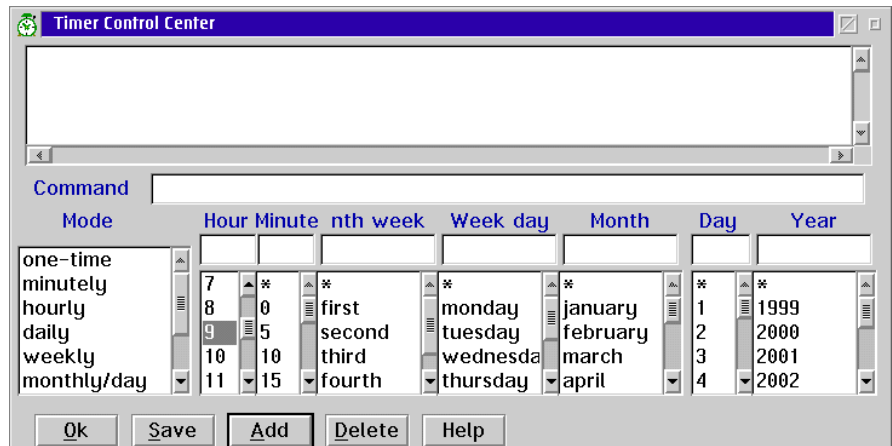 Timer Control Center
Command
Mode Hour Minute nth week Week day Month Day Year
one-time
minutely 7 * * * * * *
hourly 8 0 first monday january 1 1999
daily 9 5 second tuesday february 2 2000
weekly 10 10 third wednesda march 3 2001
monthly/day 11 15 fourth thursday april 4 2002
Ok Save Add Delete Help